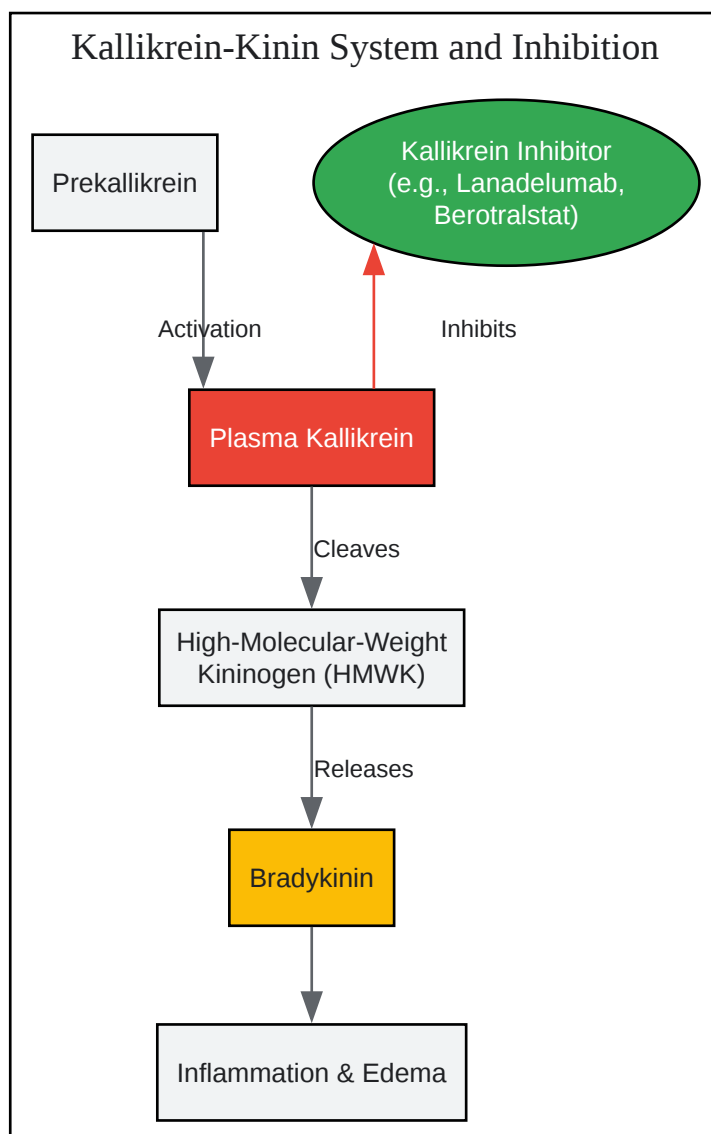 Kallikrein-Kinin System and Inhibition
Prekallikrein
Kallikrein Inhibitor
(e.g., Lanadelumab,
Berotralstat)
Activation
Inhibits
Plasma Kallikrein
Cleaves
High-Molecular-Weight
Kininogen (HMWK)
Releases
Bradykinin
Inflammation & Edema